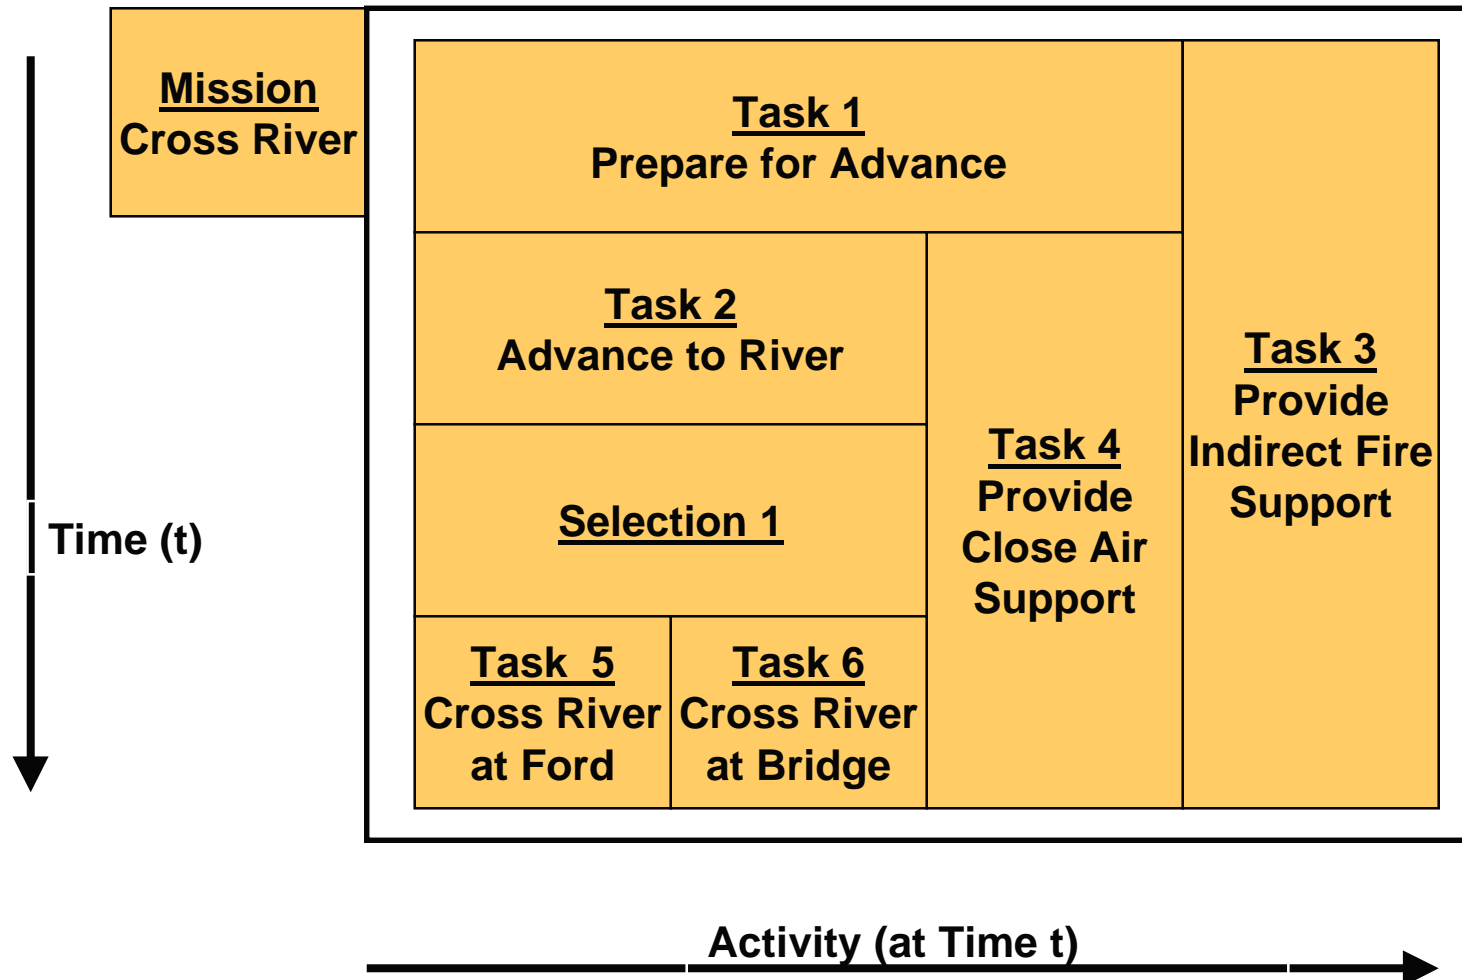 Mission
Cross River
Task 1
Prepare for Advance
Task 2
Advance to River
Task 3
Provide
Indirect Fire
Support
Task 4
Provide
Close Air
Support
Selection 1
Time (t)
Task  5
Cross River
at Ford
Task 6
Cross River
at Bridge
Activity (at Time t)